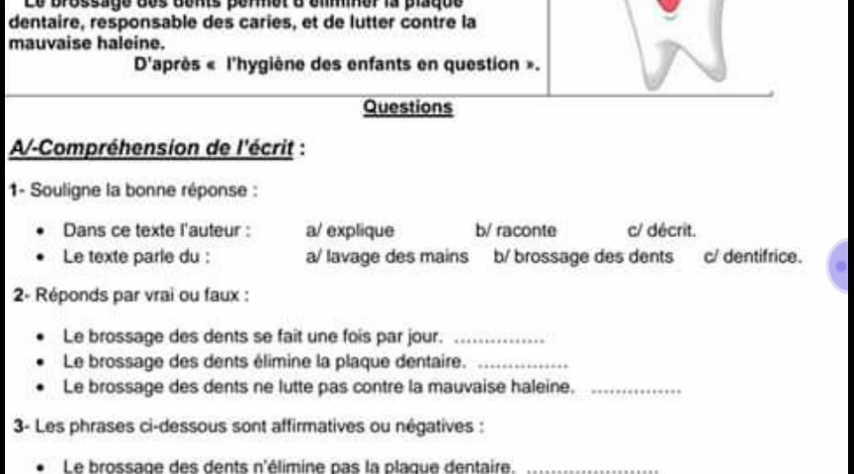 Le brossage des dents permet d'éliminer la plaque
dentaire, responsable des caries, et de lutter contre la
mauvaise haleine.
D'après « l'hygiène des enfants en question ».
Questions
A/-Compréhension de l'écrit :
1- Souligne la bonne réponse :
• Dans ce texte l'auteur : a/ explique b/ raconte c/ décrit.
• Le texte parle du : a/ lavage des mains b/ brossage des dents c/ dentifrice.
2- Réponds par vrai ou faux :
• Le brossage des dents se fait une fois par jour. ...............
• Le brossage des dents élimine la plaque dentaire. ...............
• Le brossage des dents ne lutte pas contre la mauvaise haleine. ...............
3- Les phrases ci-dessous sont affirmatives ou négatives :
• Le brossage des dents n'élimine pas la plaque dentaire. ......................